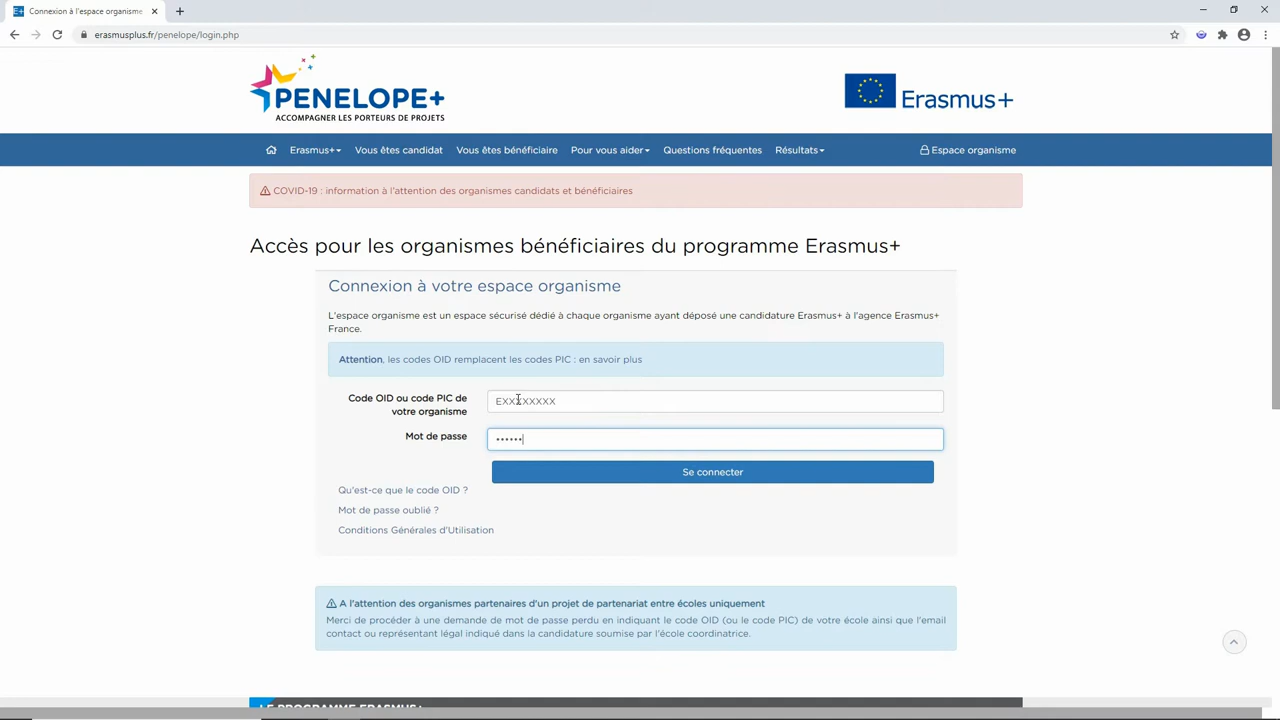 Connexion à l'espace organisme
erasmusplus.fr/penelope/login.php
PENELOPE+
ACCOMPAGNER LES PORTEURS DE PROJETS
Erasmus+
Erasmus+ Vous êtes candidat Vous êtes bénéficiaire Pour vous aider Questions fréquentes Résultats Espace organisme
COVID-19 : information à l'attention des organismes candidats et bénéficiaires
Accès pour les organismes bénéficiaires du programme Erasmus+
Connexion à votre espace organisme
L'espace organisme est un espace sécurisé dédié à chaque organisme ayant déposé une candidature Erasmus+ à l'agence Erasmus+
France.
Attention, les codes OID remplacent les codes PIC : en savoir plus
Code OID ou code PIC de
votre organisme
EXXXXXXXX
Mot de passe
••••••
Se connecter
Qu'est-ce que le code OID ?
Mot de passe oublié ?
Conditions Générales d'Utilisation
A l'attention des organismes partenaires d'un projet de partenariat entre écoles uniquement
Merci de procéder à une demande de mot de passe perdu en indiquant le code OID (ou le code PIC) de votre école ainsi que l'email
contact ou représentant légal indiqué dans la candidature soumise par l'école coordinatrice.
LE PROGRAMME ERASMUS+